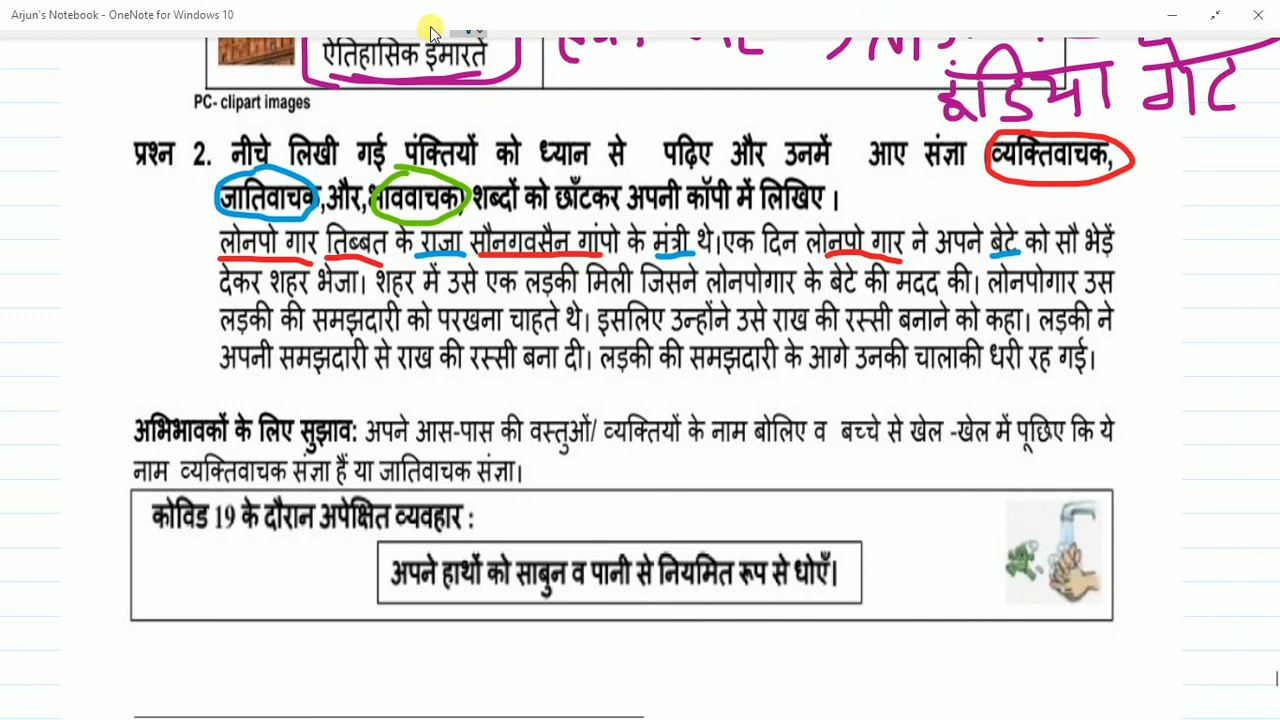 Arjun's Notebook - OneNote for Windows 10
ऐतिहासिक इमारतें
इंडिया गेट
PC- clipart images
प्रश्न 2. नीचे लिखी गई पंक्तियों को ध्यान से पढ़िए और उनमें आए संज्ञा व्यक्तिवाचक,
जातिवाचक,और,भाववाचक, शब्दों को छाँटकर अपनी कॉपी में लिखिए ।
लोनपो गार तिब्बत के राजा सौनगवसैन गांपो के मंत्री थे।एक दिन लोनपो गार ने अपने बेटे को सौ भेड़ें
देकर शहर भेजा। शहर में उसे एक लड़की मिली जिसने लोनपोगार के बेटे की मदद की। लोनपोगार उस
लड़की की समझदारी को परखना चाहते थे। इसलिए उन्होंने उसे राख की रस्सी बनाने को कहा। लड़की ने
अपनी समझदारी से राख की रस्सी बना दी। लड़की की समझदारी के आगे उनकी चालाकी धरी रह गई।
अभिभावकों के लिए सुझाव: अपने आस-पास की वस्तुओं/ व्यक्तियों के नाम बोलिए व बच्चे से खेल -खेल में पूछिए कि ये
नाम व्यक्तिवाचक संज्ञा हैं या जातिवाचक संज्ञा।
कोविड 19 के दौरान अपेक्षित व्यवहार :
अपने हाथों को साबुन व पानी से नियमित रूप से धोएँ।